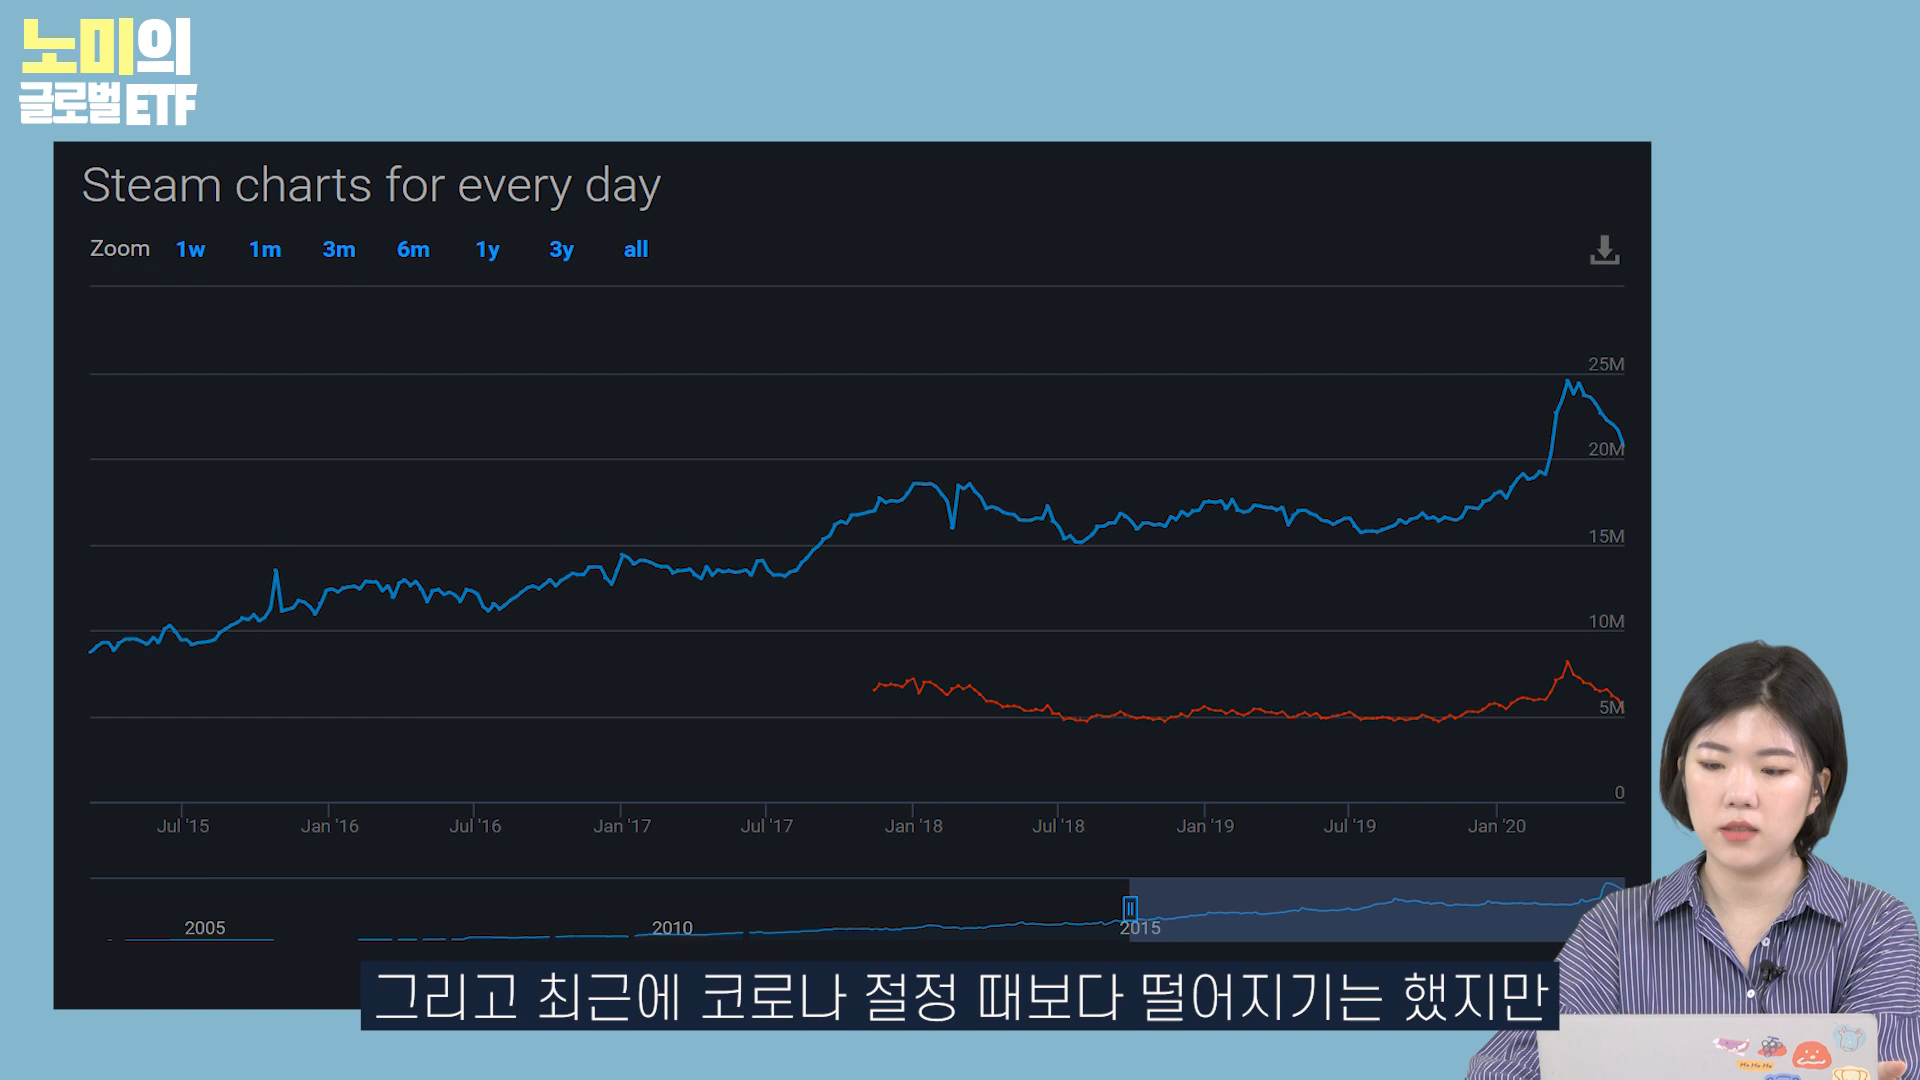 노미의
글로벌 ETF
Steam charts for every day
Zoom 1w 1m 3m 6m 1y 3y all
25M
20M
15M
10M
5M
0
Jul '15 Jan '16 Jul '16 Jan '17 Jul '17 Jan '18 Jul '18 Jan '19 Jul '19 Jan '20
2005 2010 2015
그리고 최근에 코로나 절정 때보다 떨어지기는 했지만